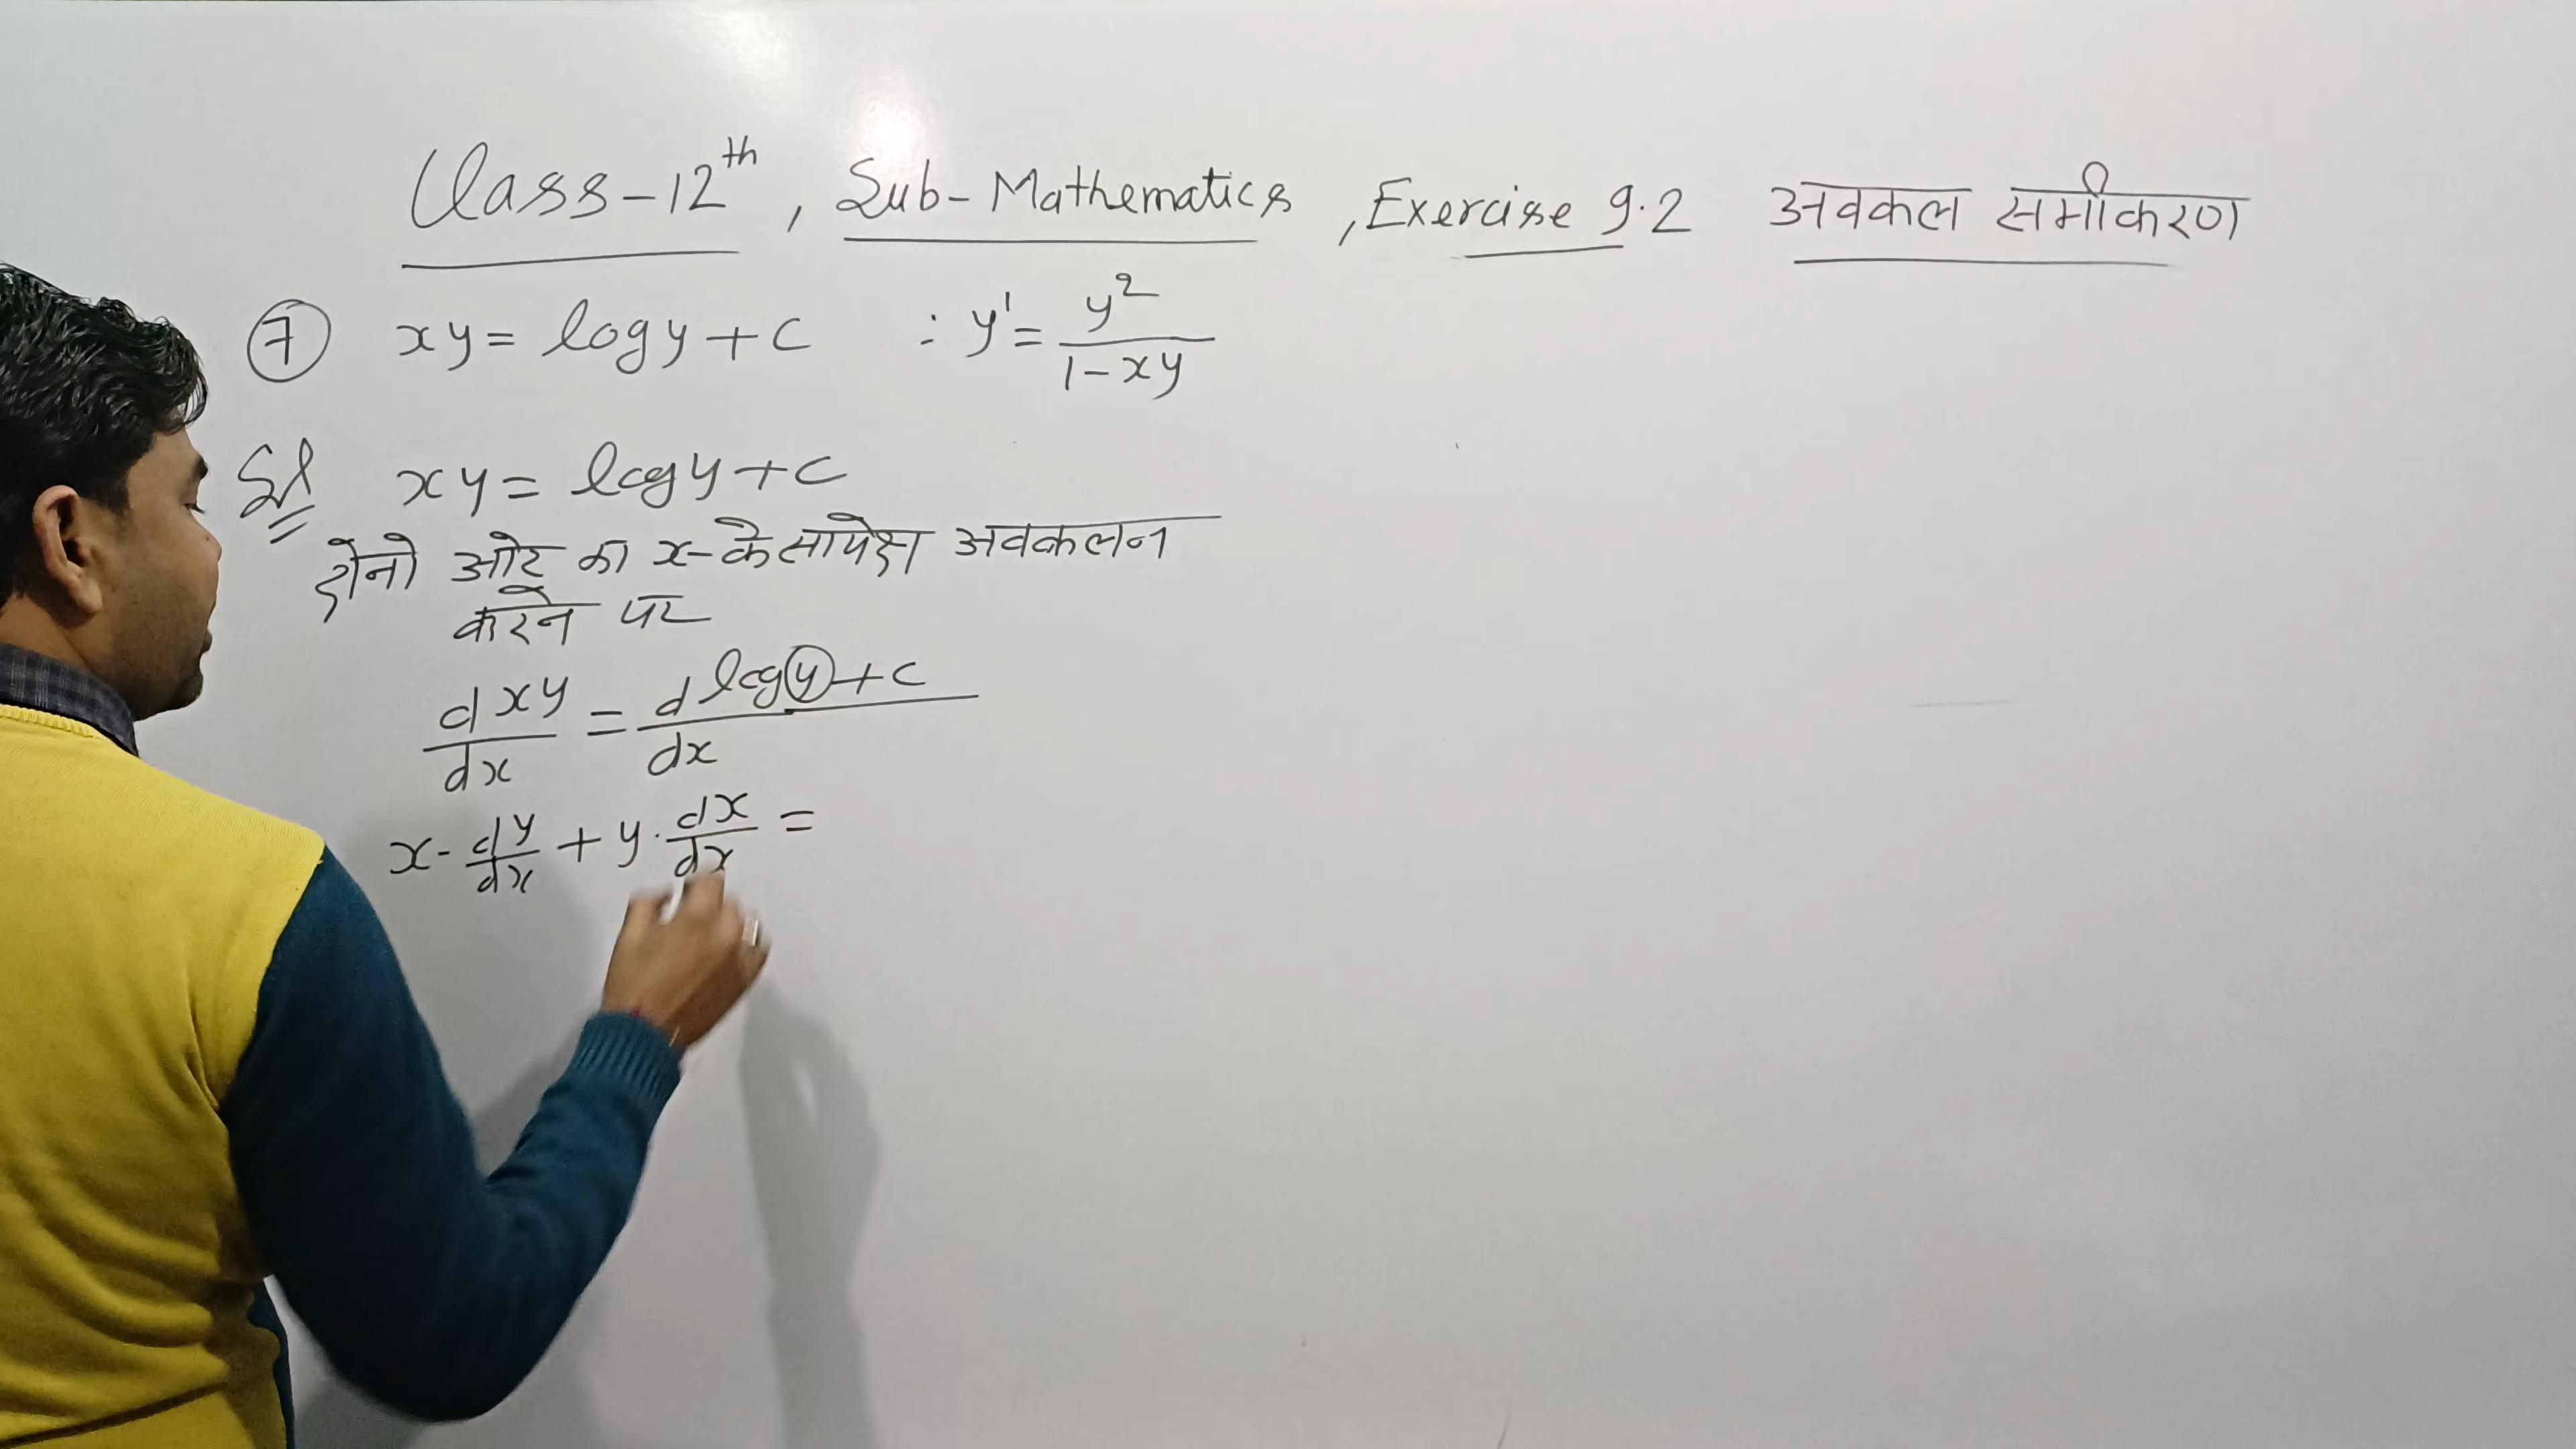 Class-12th, Sub-Mathematics, Exercise 9.2 अवकल समीकरण
7 xy = log y + c : y' = y²/(1-xy)
Sol xy = log y + c
दोनो ओर का x-के सापेक्ष अवकलन
करने पर
d xy/dx = d log y + c/dx
x · dy/dx + y · dx/dx =